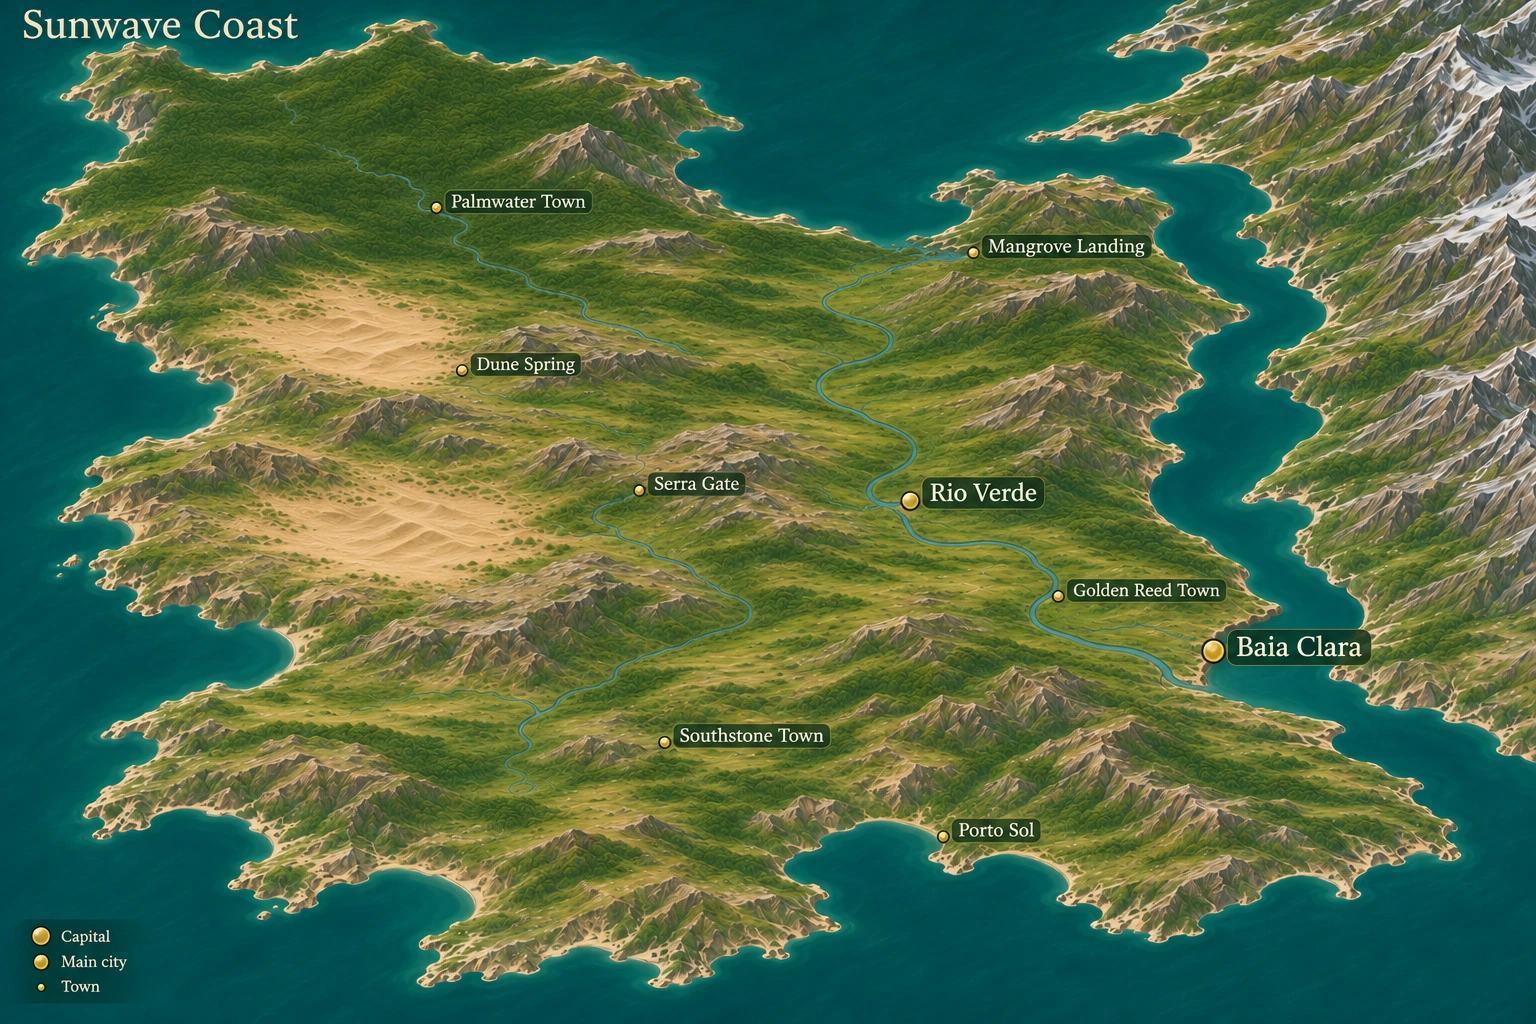 Sunwave Coast
Palmwater Town
Mangrove Landing
Dune Spring
Serra Gate
Rio Verde
Golden Reed Town
Baia Clara
Southstone Town
Porto Sol
Capital
Main city
Town